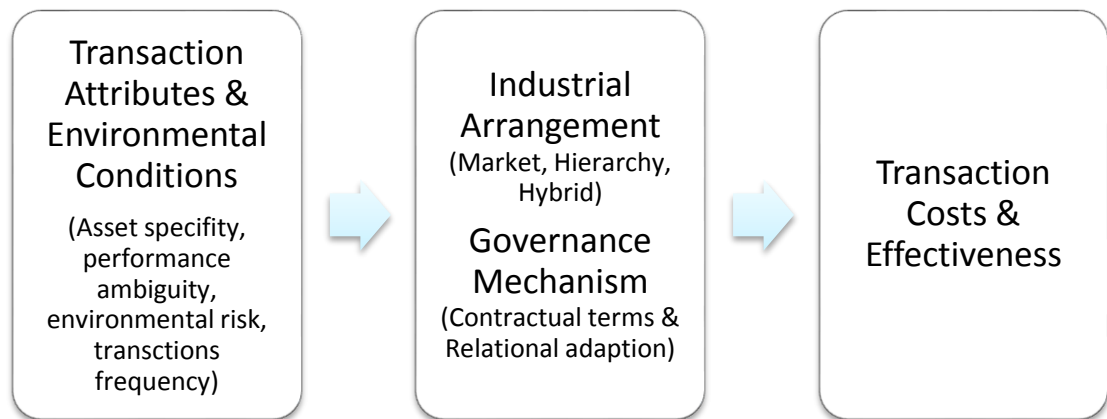 Transaction
Attributes &
Environmental
Conditions
(Asset specifity,
performance
ambiguity,
environmental risk,
transctions
frequency)
Industrial
Arrangement
(Market, Hierarchy,
Hybrid)
Governance
Mechanism
(Contractual terms &
Relational adaption)
Transaction
Costs &
Effectiveness